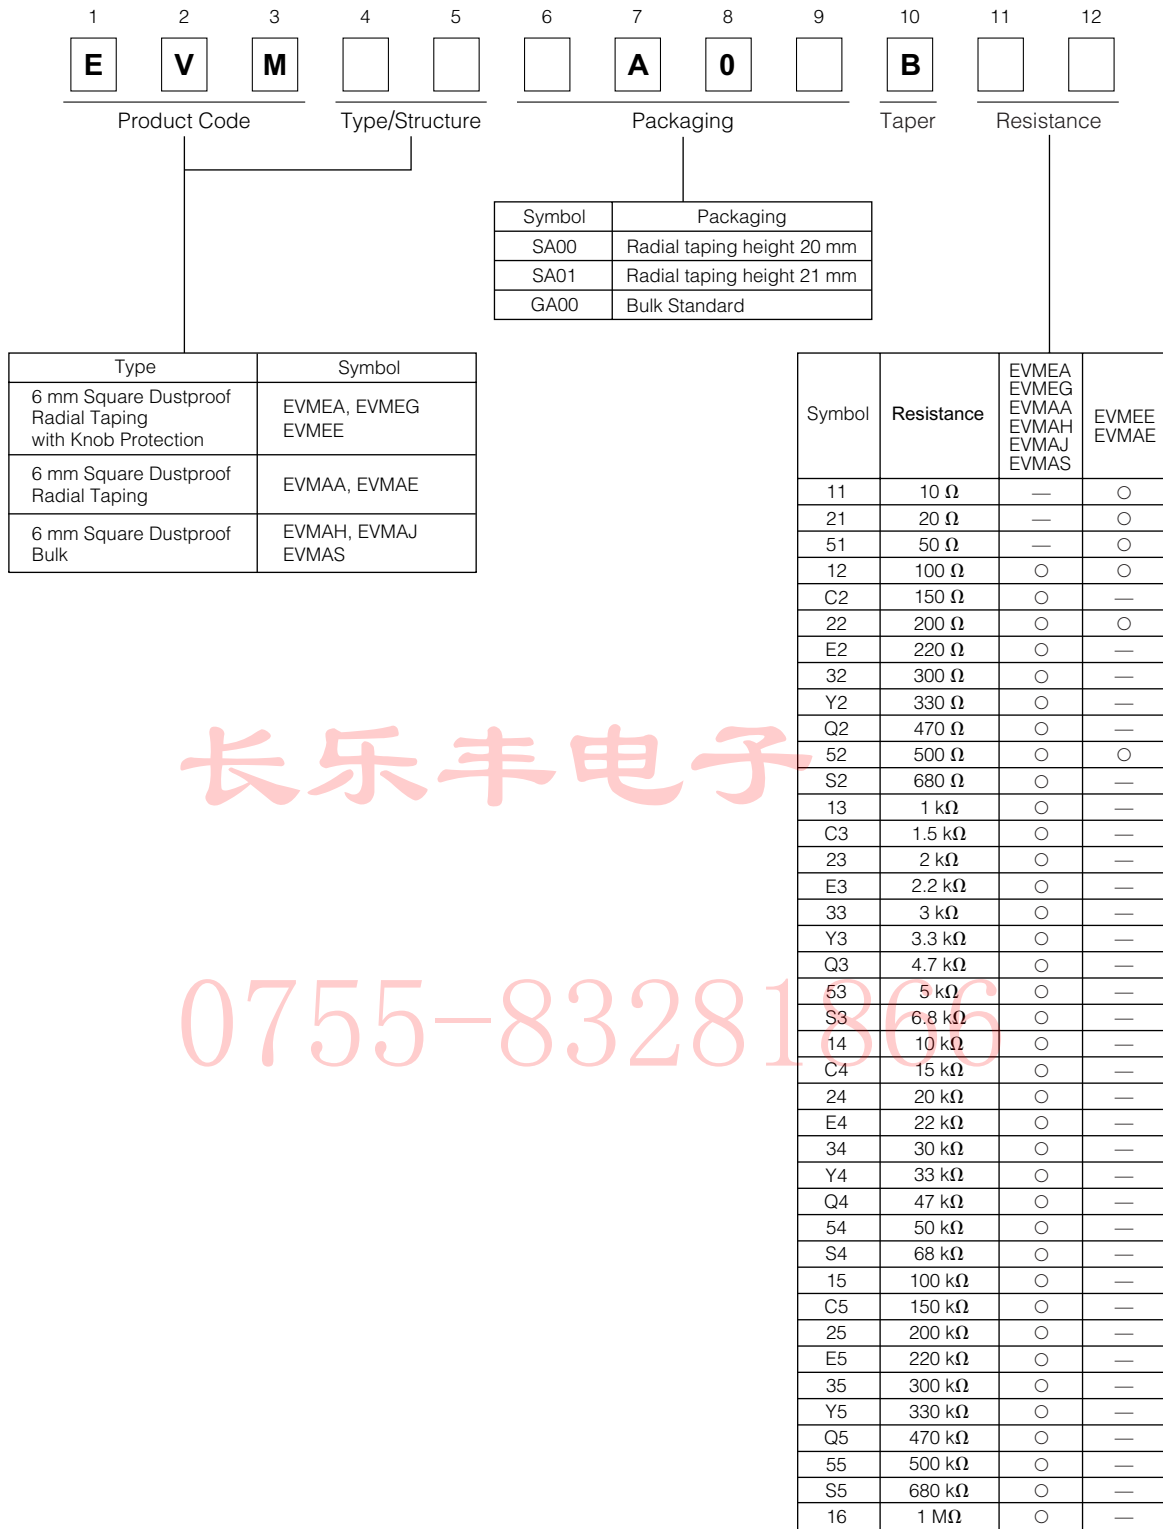 1 2 3 4 5 6 7 8 9 10 11 12
E V M A 0 B
Product Code Type/Structure Packaging Taper Resistance
Symbol Packaging
SA00 Radial taping height 20 mm
SA01 Radial taping height 21 mm
GA00 Bulk Standard
Type Symbol
6 mm Square Dustproof
Radial Taping
with Knob Protection
EVMEA, EVMEG
EVMEE
6 mm Square Dustproof
Radial Taping
EVMAA, EVMAE
6 mm Square Dustproof
Bulk
EVMAH, EVMAJ
EVMAS
Symbol Resistance
EVMEA
EVMEG
EVMAA
EVMAH
EVMAJ
EVMAS
EVMEE
EVMAE
11 10 Ω — ○
21 20 Ω — ○
51 50 Ω — ○
12 100 Ω ○ ○
C2 150 Ω ○ —
22 200 Ω ○ ○
E2 220 Ω ○ —
32 300 Ω ○ —
Y2 330 Ω ○ —
Q2 470 Ω ○ —
52 500 Ω ○ ○
S2 680 Ω ○ —
13 1 kΩ ○ —
C3 1.5 kΩ ○ —
23 2 kΩ ○ —
E3 2.2 kΩ ○ —
33 3 kΩ ○ —
Y3 3.3 kΩ ○ —
Q3 4.7 kΩ ○ —
53 5 kΩ ○ —
S3 6.8 kΩ ○ —
14 10 kΩ ○ —
C4 15 kΩ ○ —
24 20 kΩ ○ —
E4 22 kΩ ○ —
34 30 kΩ ○ —
Y4 33 kΩ ○ —
Q4 47 kΩ ○ —
54 50 kΩ ○ —
S4 68 kΩ ○ —
15 100 kΩ ○ —
C5 150 kΩ ○ —
25 200 kΩ ○ —
E5 220 kΩ ○ —
35 300 kΩ ○ —
Y5 330 kΩ ○ —
Q5 470 kΩ ○ —
55 500 kΩ ○ —
S5 680 kΩ ○ —
16 1 MΩ ○ —
长乐丰电子
0755-83281866